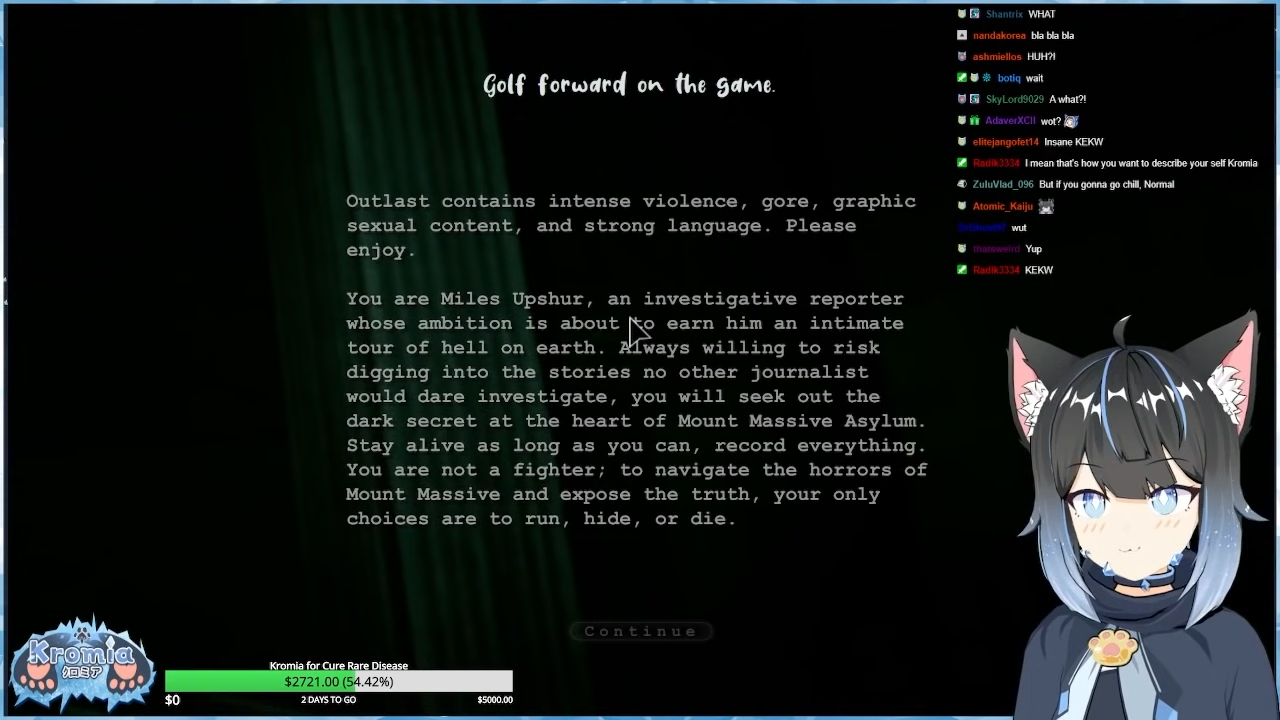 Golf forward on the game.
Outlast contains intense violence, gore, graphic
sexual content, and strong language. Please
enjoy.
You are Miles Upshur, an investigative reporter
whose ambition is about to earn him an intimate
tour of hell on earth. Always willing to risk
digging into the stories no other journalist
would dare investigate, you will seek out the
dark secret at the heart of Mount Massive Asylum.
Stay alive as long as you can, record everything.
You are not a fighter; to navigate the horrors of
Mount Massive and expose the truth, your only
choices are to run, hide, or die.
Continue
Shantrix WHAT
nandakorea bla bla bla
ashmiellos HUH?!
botiq wait
SkyLord9029 A what?!
AdaverXCII wot?
elitejangofet14 Insane KEKW
Radik3334 I mean that's how you want to describe your self Kromia
ZuluVlad_096 But if you gonna go chill, Normal
Atomic_Kaiju
wut
thansweird Yup
Radik3334 KEKW
Kromia
クロミア
Kromia for Cure Rare Disease
$2721.00 (54.42%)
$0 2 DAYS TO GO $5000.00